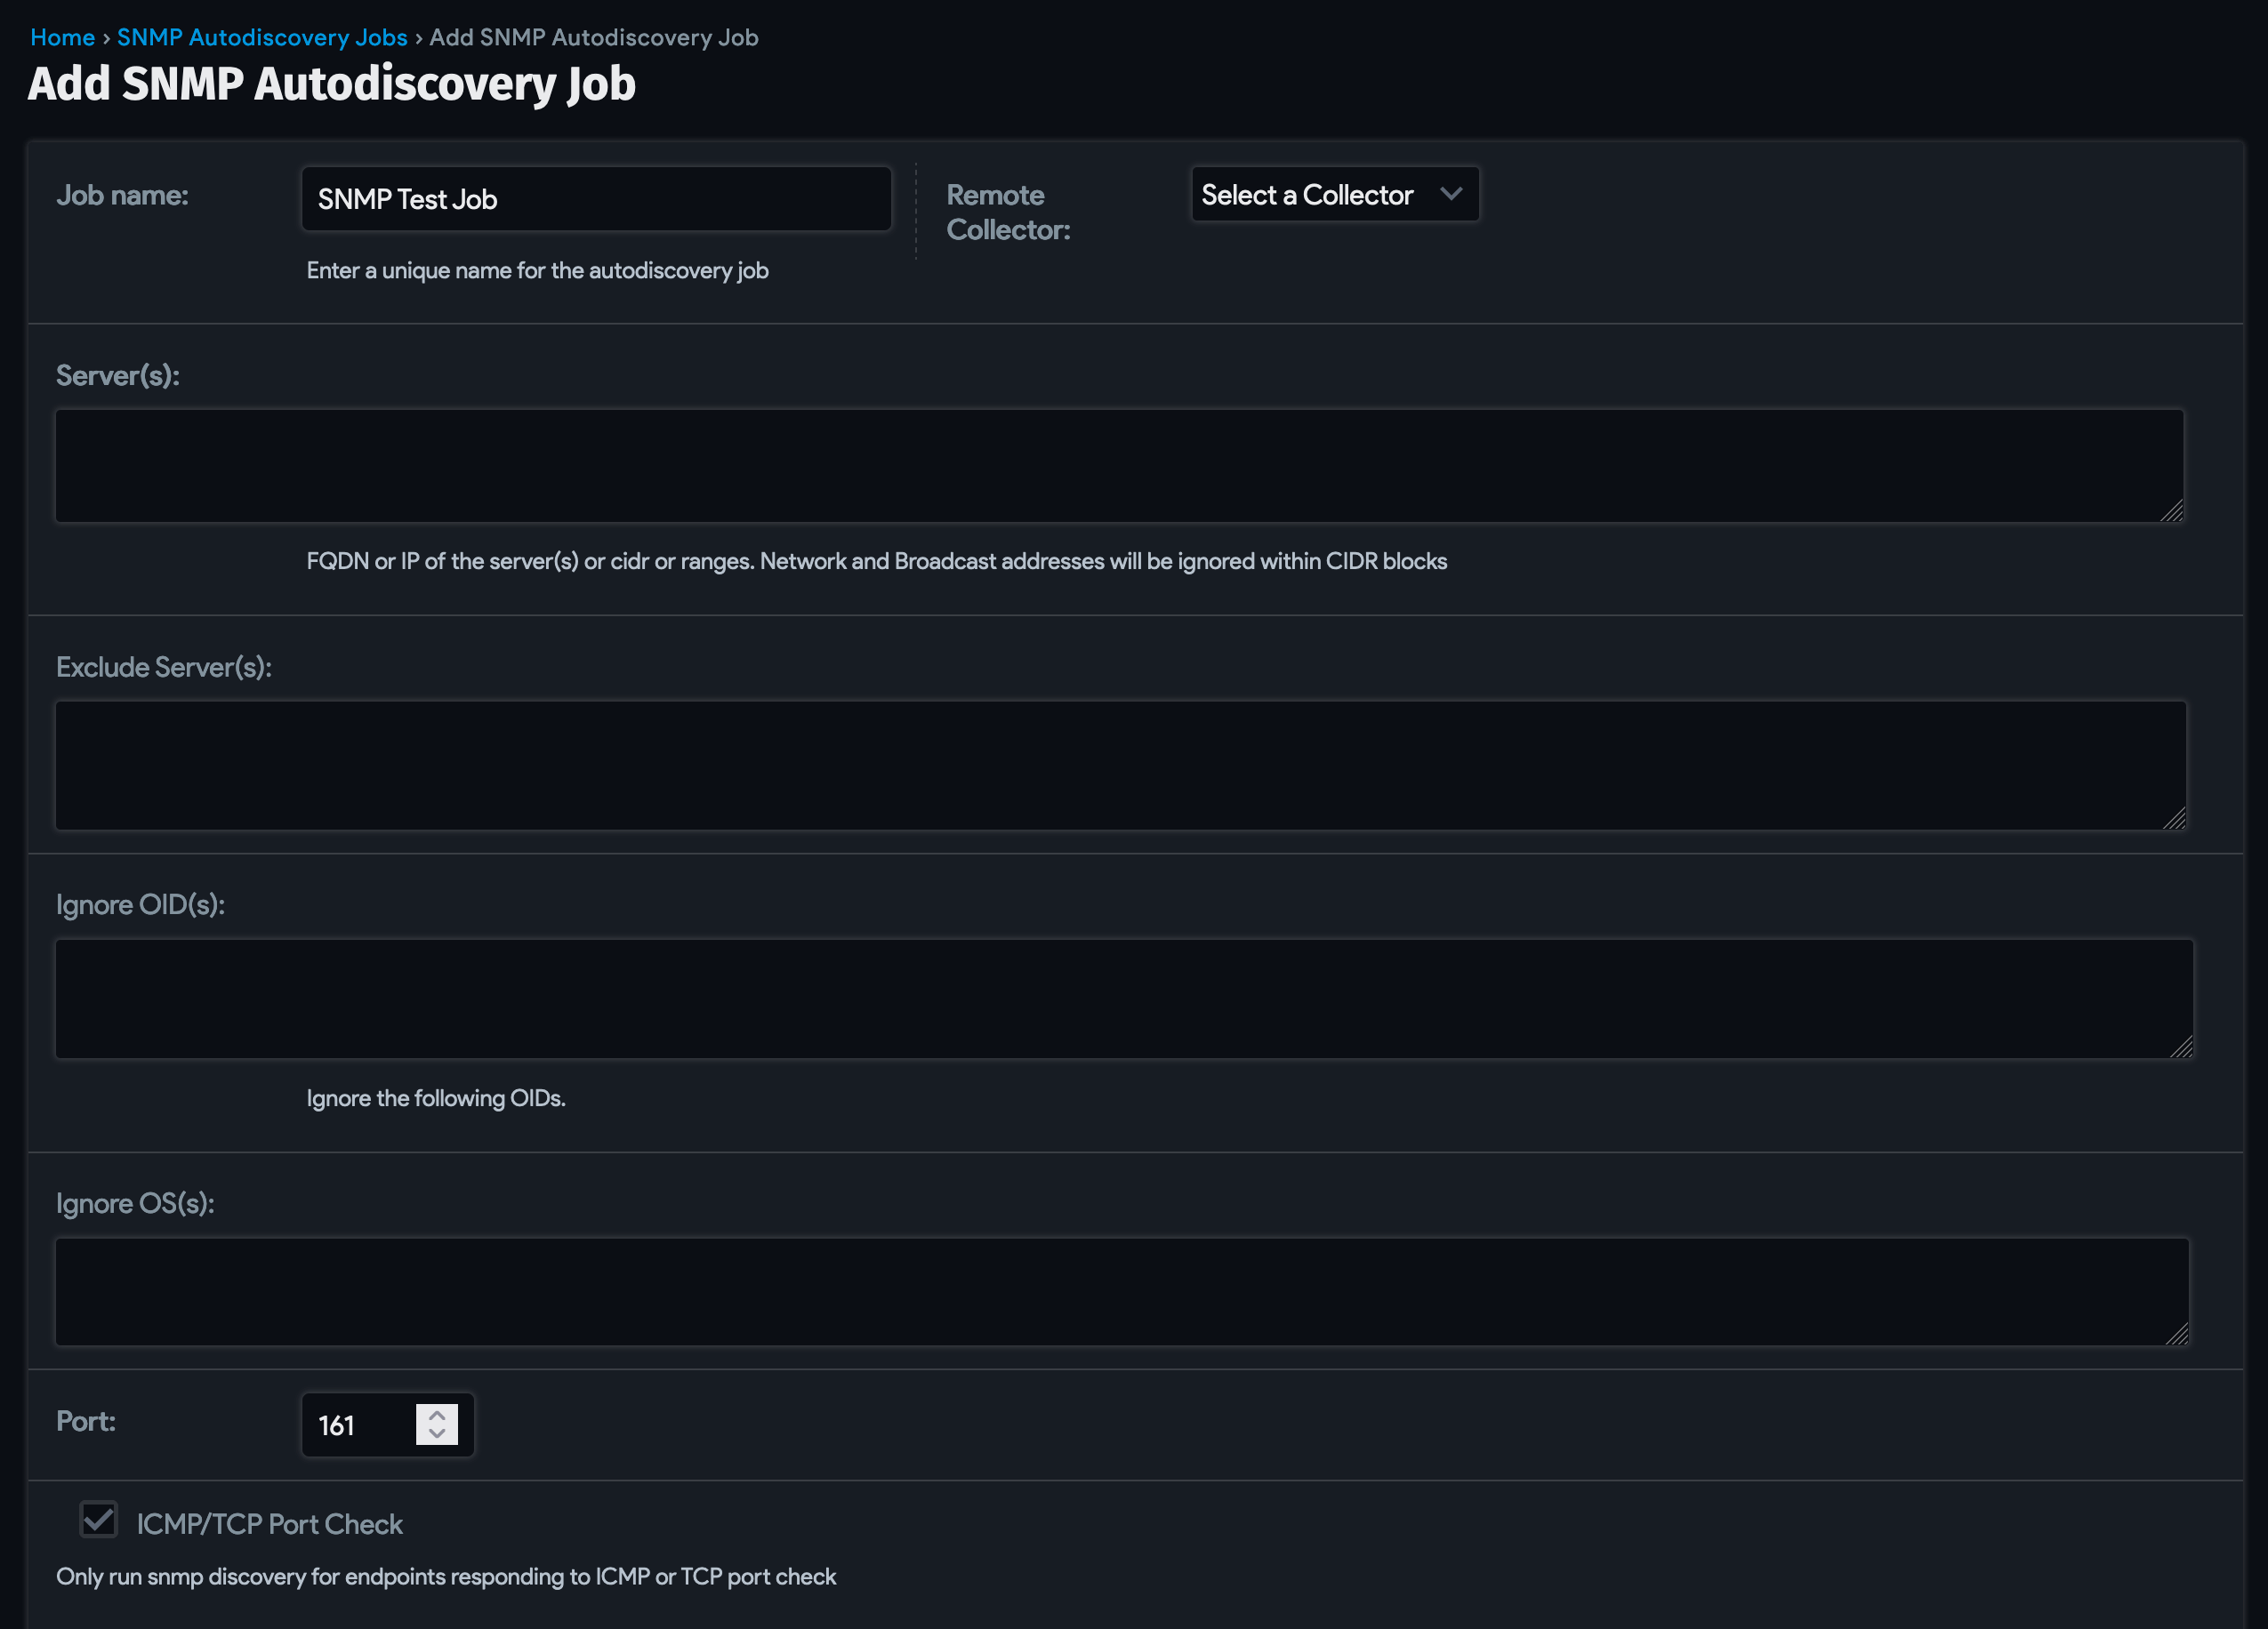 Home › SNMP Autodiscovery Jobs › Add SNMP Autodiscovery Job
Add SNMP Autodiscovery Job
Job name:
SNMP Test Job
Enter a unique name for the autodiscovery job
Remote
Collector:
Select a Collector
Server(s):
FQDN or IP of the server(s) or cidr or ranges. Network and Broadcast addresses will be ignored within CIDR blocks
Exclude Server(s):
Ignore OID(s):
Ignore the following OIDs.
Ignore OS(s):
Port:
161
ICMP/TCP Port Check
Only run snmp discovery for endpoints responding to ICMP or TCP port check